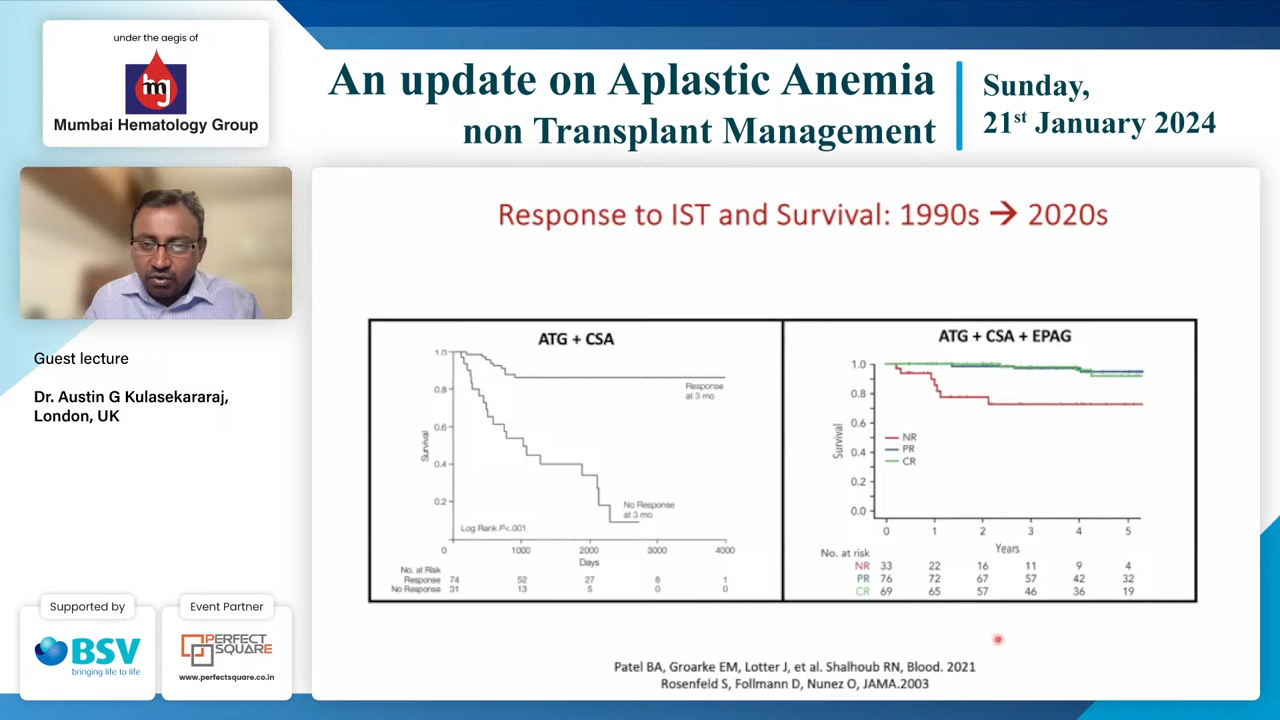 under the aegis of
hg
Mumbai Hematology Group
An update on Aplastic Anemia
non Transplant Management
Sunday,
21st January 2024
Guest lecture
Dr. Austin G Kulasekararaj,
London, UK
Supported by
BSV
bringing life to life
Event Partner
PERFECT
SQUARE
www.perfectsquare.co.in
Response to IST and Survival: 1990s → 2020s
ATG + CSA
1.0
0.8
0.6
0.4
0.2
Survival
Response
at 3 mo
No Response
at 3 mo
Log Rank P<.001
0 1000 2000 3000 4000
Days
No. at Risk
Response 74 52 27 8 1
No Response 31 13 5 0 0
ATG + CSA + EPAG
1.0
0.8
0.6
0.4
0.2
0.0
Survival
NR
PR
CR
0 1 2 3 4 5
Years
No. at risk
NR 33 22 16 11 9 4
PR 76 72 67 57 42 32
CR 69 65 57 46 36 19
Patel BA, Groarke EM, Lotter J, et al. Shalhoub RN, Blood. 2021
Rosenfeld S, Follmann D, Nunez O, JAMA.2003